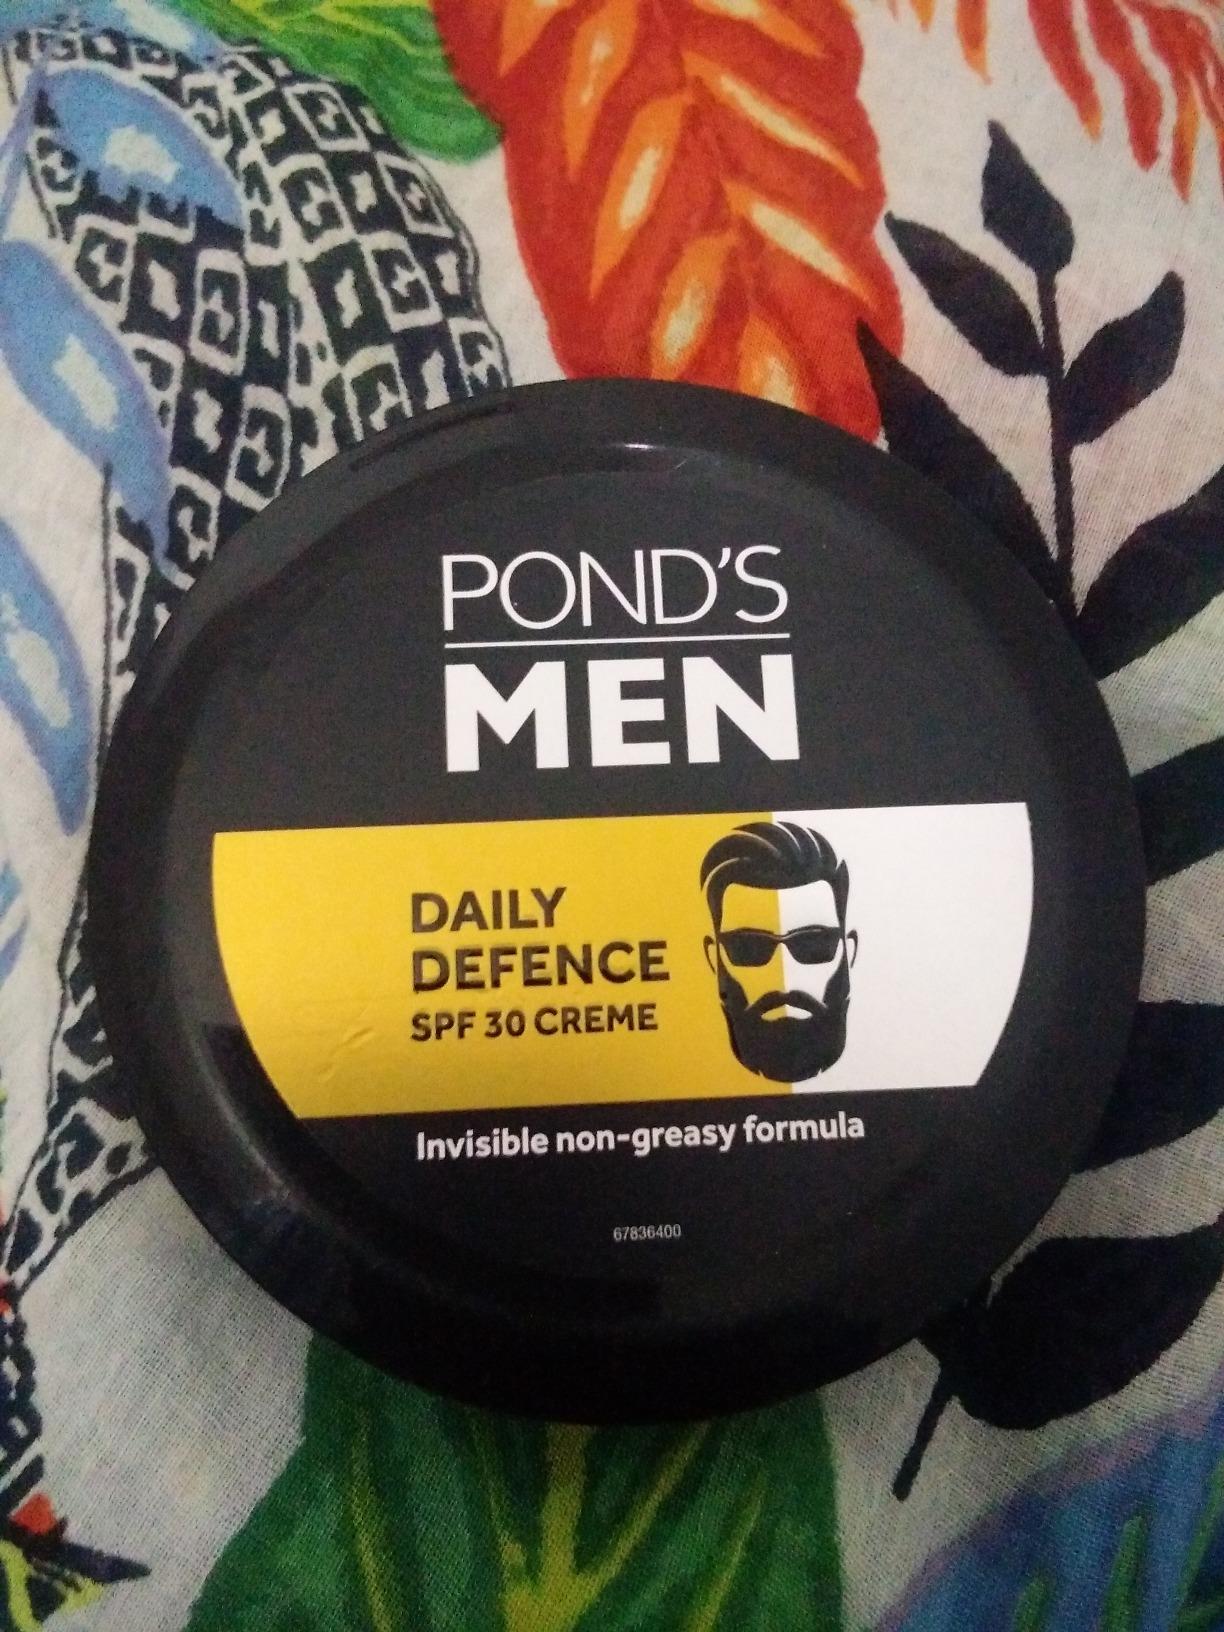 POND'S
MEN
DAILY
DEFENCE
SPF 30 CREME
Invisible non-greasy formula
67836400